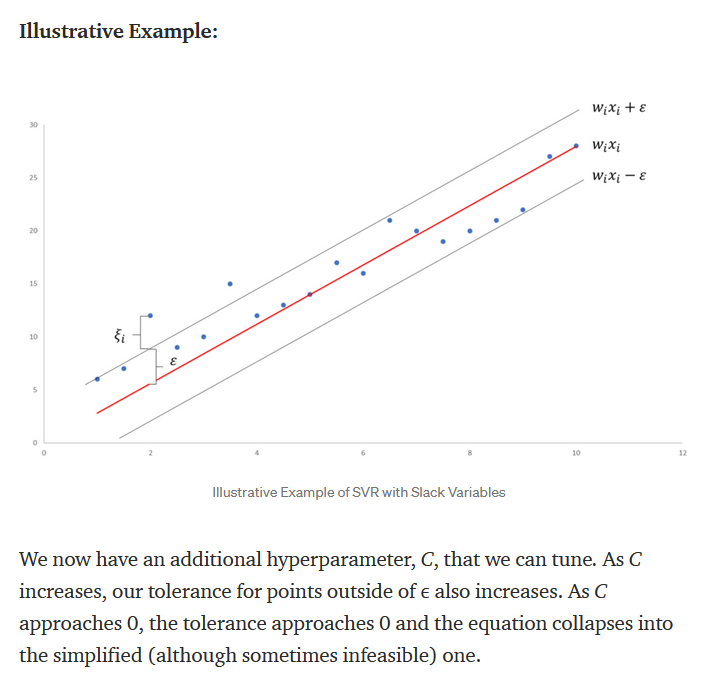 Illustrative Example:
wᵢxᵢ + ε
30
wᵢxᵢ
wᵢxᵢ − ε
25
20
15
ξᵢ
10
ε
5
0
0 2 4 6 8 10 12
Illustrative Example of SVR with Slack Variables
We now have an additional hyperparameter, C, that we can tune. As C
increases, our tolerance for points outside of ϵ also increases. As C
approaches 0, the tolerance approaches 0 and the equation collapses into
the simplified (although sometimes infeasible) one.